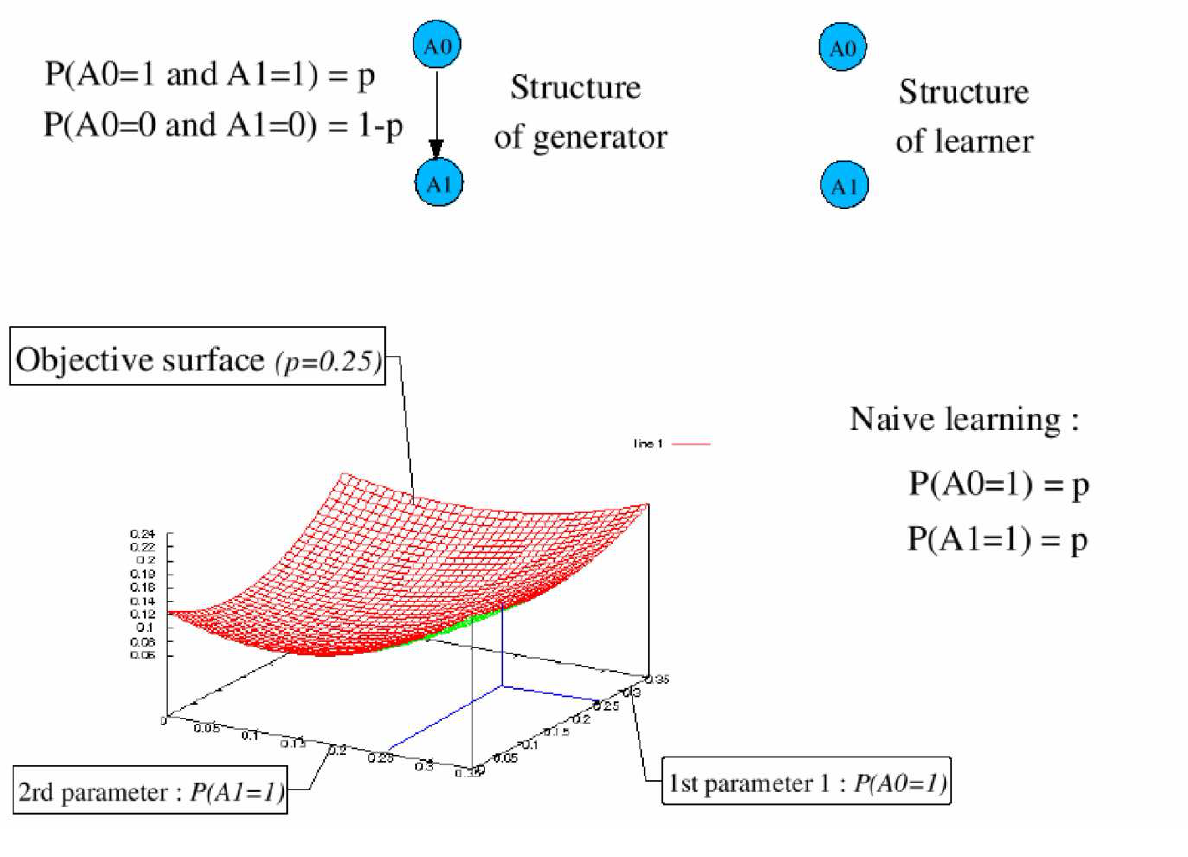 P(A0=1 and A1=1) = p
P(A0=0 and A1=0) = 1-p
A0
A1
Structure
of generator
A0
A1
Structure
of learner
Objective surface (p=0.25)
line 1
Naive learning :
P(A0=1) = p
P(A1=1) = p
0.24
0.22
0.2
0.18
0.16
0.14
0.12
0.1
0.08
0.06
0
0.05
0.1
0.15
0.2
0.25
0.3
0.35
0
0.05
0.1
0.15
0.2
0.25
0.3
0.35
2rd parameter : P(A1=1)
1st parameter 1 : P(A0=1)